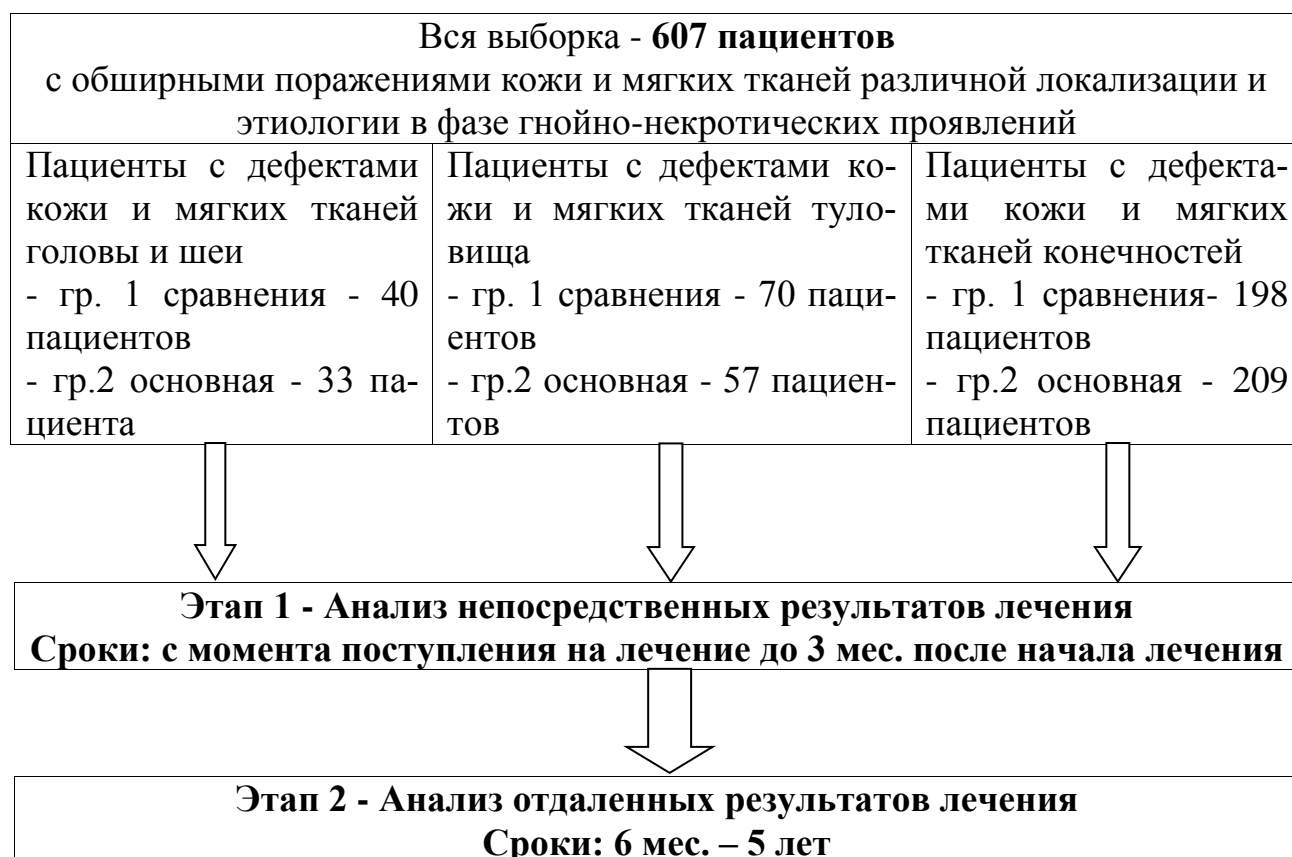 Вся выборка - 607 пациентов
с обширными поражениями кожи и мягких тканей различной локализации и
этиологии в фазе гнойно-некротических проявлений
Пациенты с дефектами
кожи и мягких тканей
головы и шеи
- гр. 1 сравнения - 40
пациентов
- гр.2 основная - 33 па-
циента
Пациенты с дефектами ко-
жи и мягких тканей туло-
вища
- гр. 1 сравнения - 70 паци-
ентов
- гр.2 основная - 57 пациен-
тов
Пациенты с дефекта-
ми кожи и мягких
тканей конечностей
- гр. 1 сравнения- 198
пациентов
- гр.2 основная - 209
пациентов
Этап 1 - Анализ непосредственных результатов лечения
Сроки: с момента поступления на лечение до 3 мес. после начала лечения
Этап 2 - Анализ отдаленных результатов лечения
Сроки: 6 мес. – 5 лет